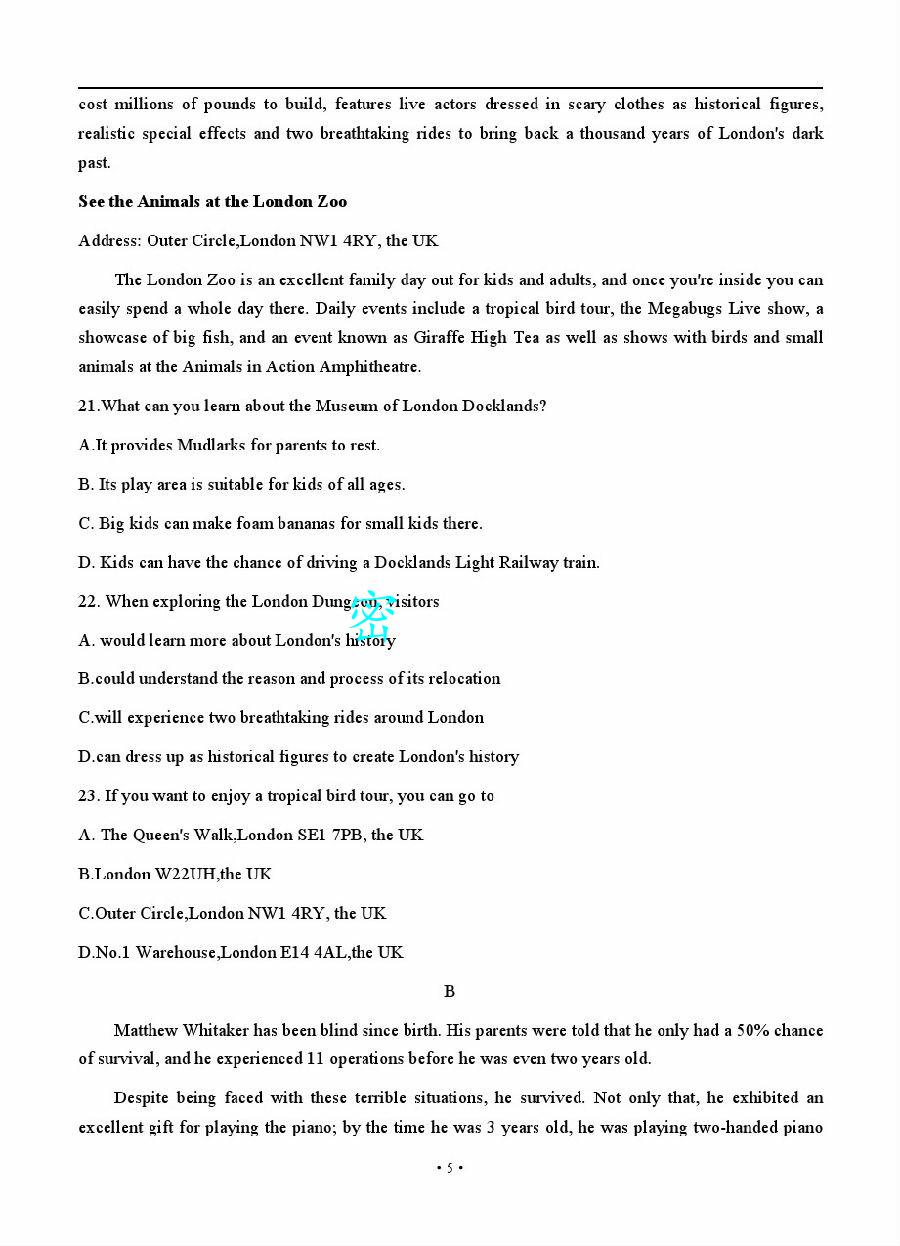 cost millions of pounds to build, features live actors dressed in scary clothes as historical figures,
realistic special effects and two breathtaking rides to bring back a thousand years of London's dark
past.
See the Animals at the London Zoo
Address: Outer Circle,London NW1 4RY, the UK
The London Zoo is an excellent family day out for kids and adults, and once you're inside you can
easily spend a whole day there. Daily events include a tropical bird tour, the Megabugs Live show, a
showcase of big fish, and an event known as Giraffe High Tea as well as shows with birds and small
animals at the Animals in Action Amphitheatre.
21.What can you learn about the Museum of London Docklands?
A.It provides Mudlarks for parents to rest.
B. Its play area is suitable for kids of all ages.
C. Big kids can make foam bananas for small kids there.
D. Kids can have the chance of driving a Docklands Light Railway train.
22. When exploring the London Dungeon, visitors
密
A. would learn more about London's history
B.could understand the reason and process of its relocation
C.will experience two breathtaking rides around London
D.can dress up as historical figures to create London's history
23. If you want to enjoy a tropical bird tour, you can go to
A. The Queen's Walk,London SE1 7PB, the UK
B.London W22UH,the UK
C.Outer Circle,London NW1 4RY, the UK
D.No.1 Warehouse,London E14 4AL,the UK
B
Matthew Whitaker has been blind since birth. His parents were told that he only had a 50% chance
of survival, and he experienced 11 operations before he was even two years old.
Despite being faced with these terrible situations, he survived. Not only that, he exhibited an
excellent gift for playing the piano; by the time he was 3 years old, he was playing two-handed piano
• 5 •